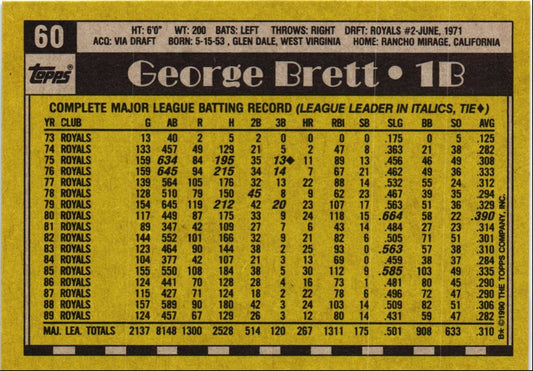 60
HT: 6'0" WT: 200 BATS: LEFT THROWS: RIGHT DRFT: ROYALS #2-JUNE, 1971
ACQ: VIA DRAFT BORN: 5-15-53, GLEN DALE, WEST VIRGINIA HOME: RANCHO MIRAGE, CALIFORNIA
Topps George Brett • 1B
COMPLETE MAJOR LEAGUE BATTING RECORD (LEAGUE LEADER IN ITALICS, TIE♦)
YR CLUB G AB R H 2B 3B HR RBI SB SLG BB SO AVG
73 ROYALS 13 40 2 5 2 0 0 0 0 .175 0 5 .125
74 ROYALS 133 457 49 129 21 5 2 47 8 .363 21 38 .282
75 ROYALS 159 634 84 195 35 13♦ 11 89 13 .456 46 49 .308
76 ROYALS 159 645 94 215 34 14 7 67 21 .462 49 36 .333
77 ROYALS 139 564 105 176 32 13 22 88 14 .532 55 24 .312
78 ROYALS 128 510 79 150 45 8 9 62 23 .467 39 35 .294
79 ROYALS 154 645 119 212 42 20 23 107 17 .563 51 36 .329
80 ROYALS 117 449 87 175 33 9 24 118 15 .664 58 22 .390
81 ROYALS 89 347 42 109 27 7 6 43 14 .484 27 23 .314
82 ROYALS 144 552 101 166 32 9 21 82 6 .505 71 51 .301
83 ROYALS 123 464 90 144 38 2 25 93 0 .563 57 38 .310
84 ROYALS 104 377 42 107 21 3 13 69 0 .459 38 37 .284
85 ROYALS 155 550 108 184 38 5 30 112 9 .585 103 49 .335
86 ROYALS 124 441 70 128 28 4 16 73 1 .481 80 45 .290
87 ROYALS 115 427 71 124 18 2 22 78 6 .496 72 47 .290
88 ROYALS 157 589 90 180 42 3 24 103 14 .509 82 51 .306
89 ROYALS 124 457 67 129 26 3 12 80 14 .431 59 47 .282
MAJ. LEA. TOTALS 2137 8148 1300 2528 514 120 267 1311 175 .501 908 633 .310
B★ ©1990 THE TOPPS COMPANY, INC.